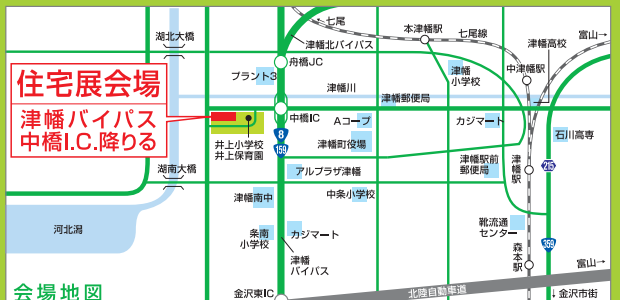 七尾
本津幡駅
七尾線
富山→
湖北大橋
津幡北バイパス
津幡高校
舟橋JC
プラント3
津幡
小学校
中津幡駅
住宅展会場
津幡バイパス
中橋I.C.降りる
津幡川
津幡郵便局
中橋IC
Aコープ
カジマート
石川高専
井上小学校
井上保育園
8
159
津幡町役場
湖南大橋
アルプラザ津幡
津幡駅前
郵便局
津幡駅
215
津幡南中
中条小学校
河北潟
条南
小学校
カジマート
靴流通
センター
359
津幡
バイパス
森本駅
富山→
会場地図
金沢東IC
北陸自動車道
↓金沢市街